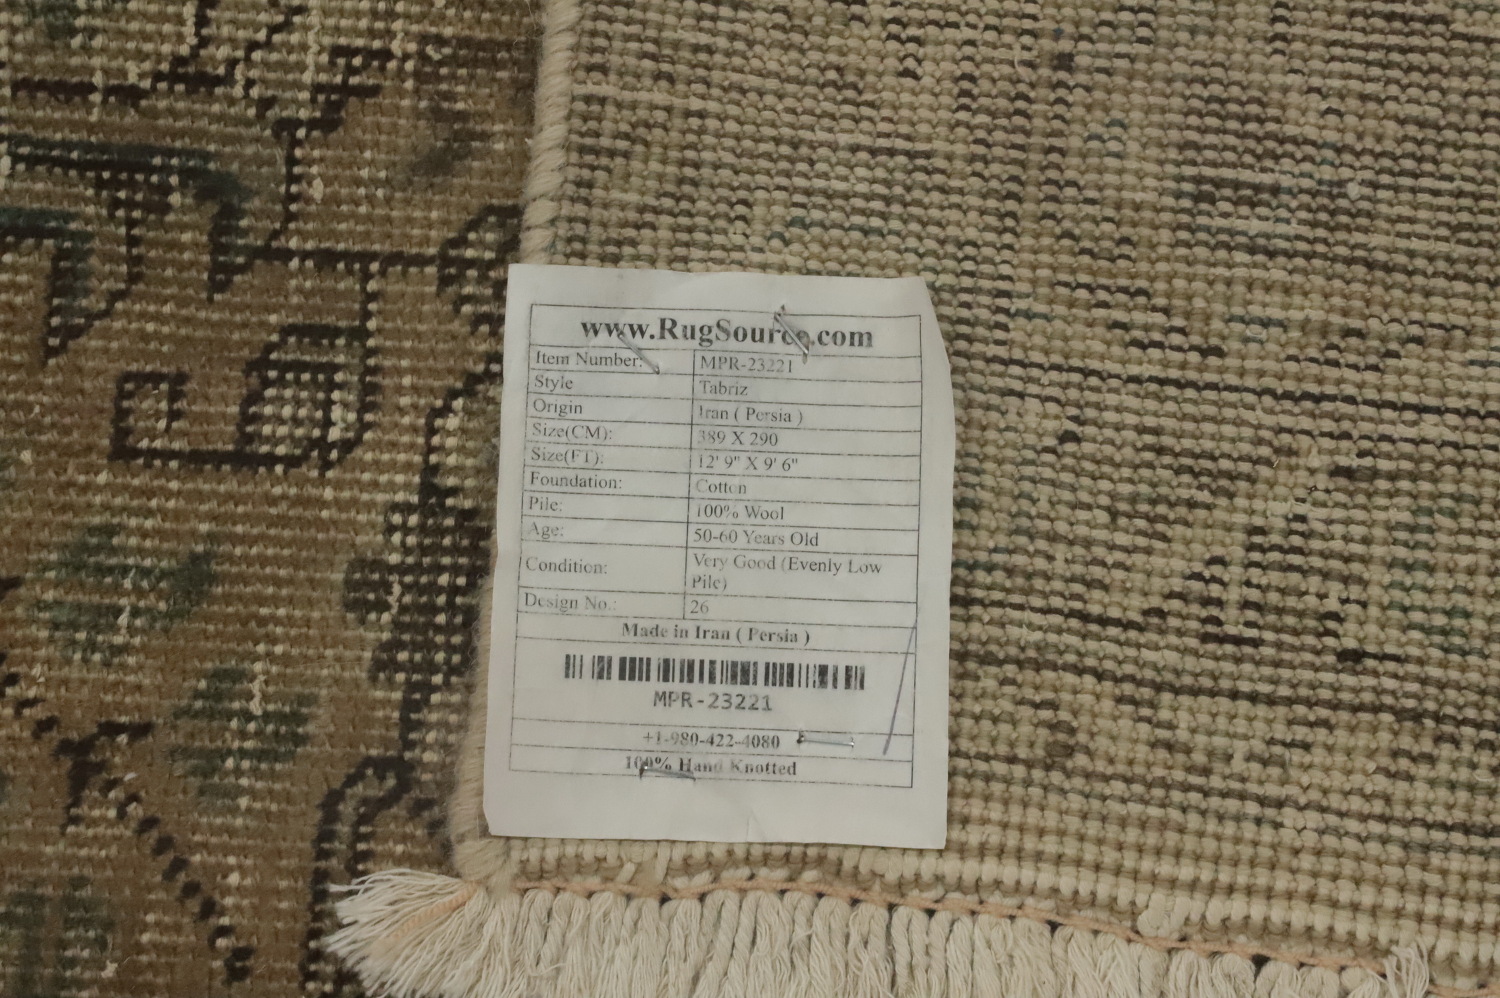 www.RugSource.com
Item Number: MPR-23221
Style Tabriz
Origin Iran ( Persia )
Size(CM): 389 X 290
Size(FT): 12' 9" X 9' 6"
Foundation: Cotton
Pile: 100% Wool
Age: 50-60 Years Old
Condition: Very Good (Evenly Low
Pile)
Design No.: 26
Made in Iran ( Persia )
MPR-23221
+1-980-422-4080
100% Hand Knotted